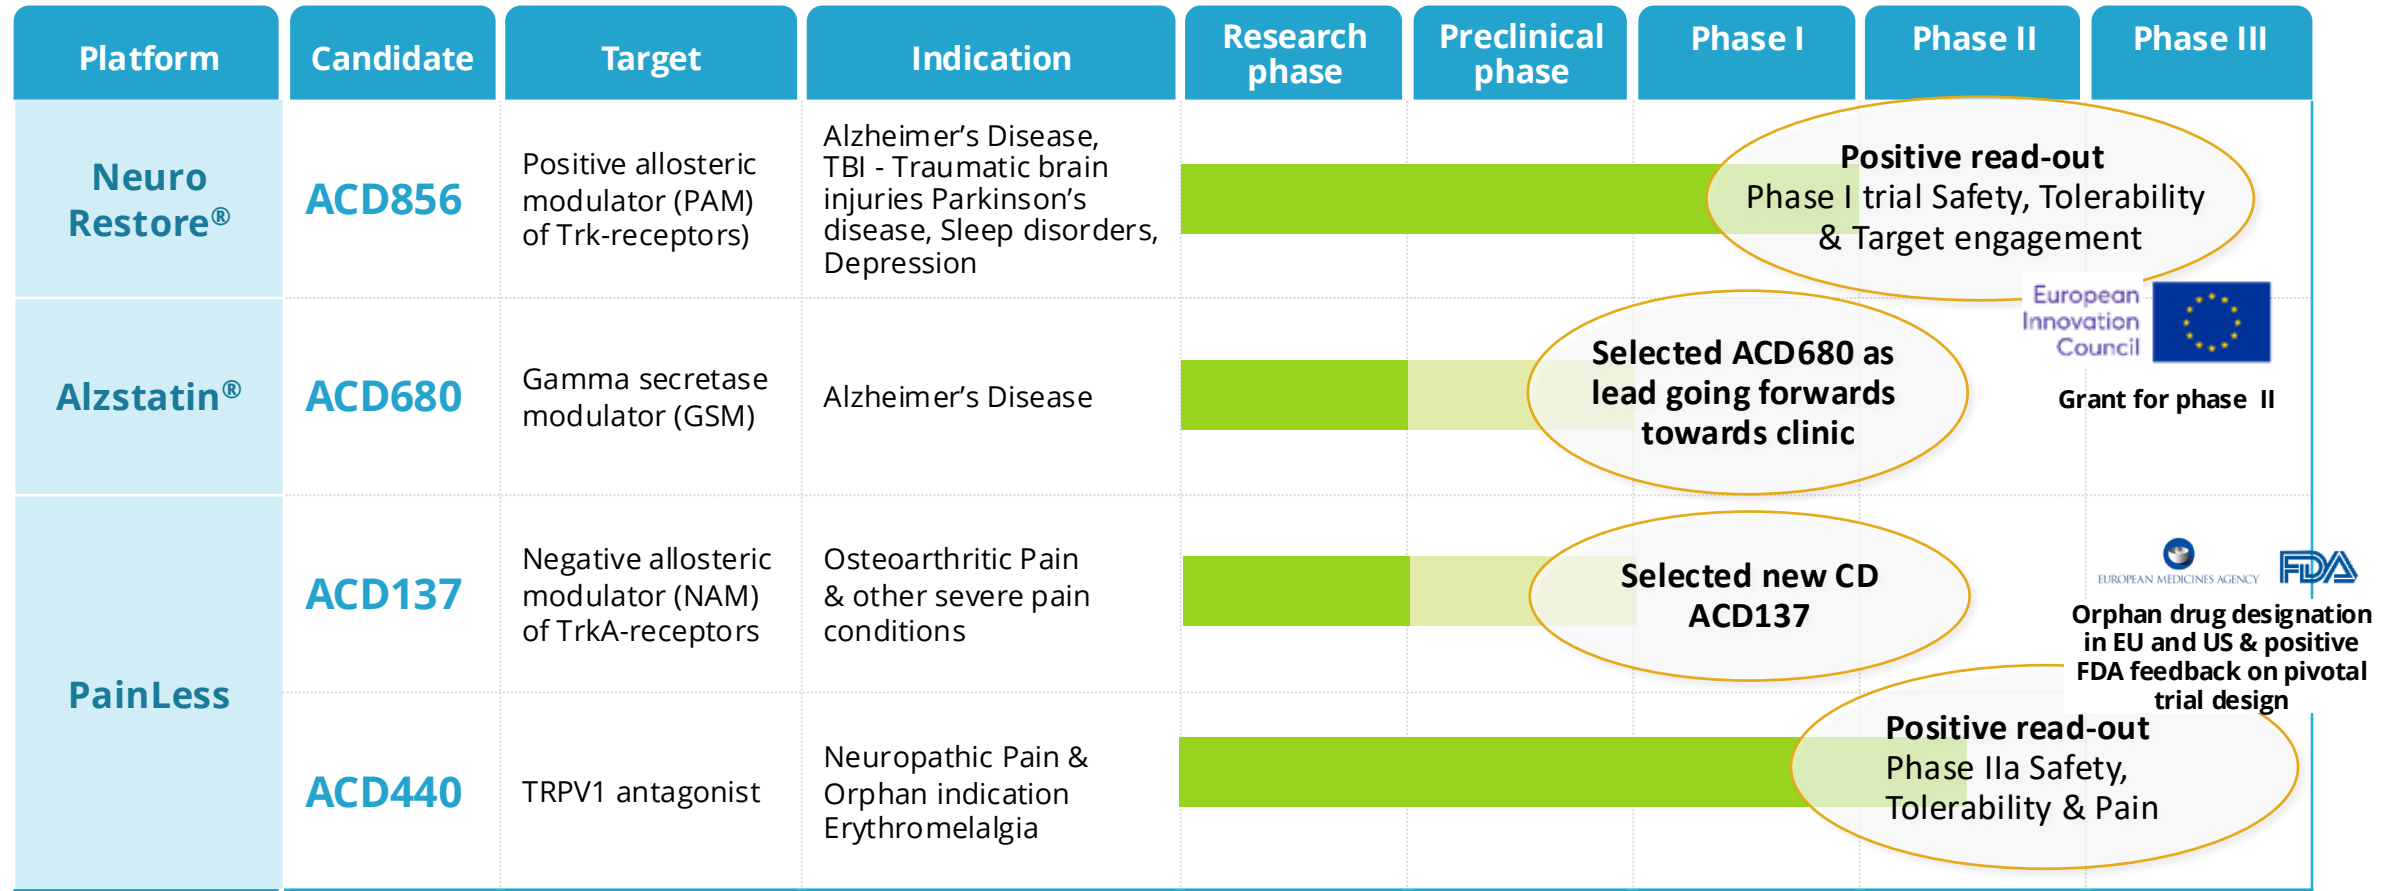 Platform
Candidate
Target
Indication
Research
phase
Preclinical
phase
Phase I
Phase II
Phase III
Neuro
Restore®
ACD856
Positive allosteric
modulator (PAM)
of Trk-receptors)
Alzheimer’s Disease,
TBI - Traumatic brain
injuries Parkinson’s
disease, Sleep disorders,
Depression
Positive read-out
Phase I trial Safety, Tolerability
& Target engagement
European
Innovation
Council
Grant for phase II
Alzstatin®
ACD680
Gamma secretase
modulator (GSM)
Alzheimer’s Disease
Selected ACD680 as
lead going forwards
towards clinic
PainLess
ACD137
Negative allosteric
modulator (NAM)
of TrkA-receptors
Osteoarthritic Pain
& other severe pain
conditions
Selected new CD
ACD137
EUROPEAN MEDICINES AGENCY
FDA
Orphan drug designation
in EU and US & positive
FDA feedback on pivotal
trial design
ACD440
TRPV1 antagonist
Neuropathic Pain &
Orphan indication
Erythromelalgia
Positive read-out
Phase IIa Safety,
Tolerability & Pain